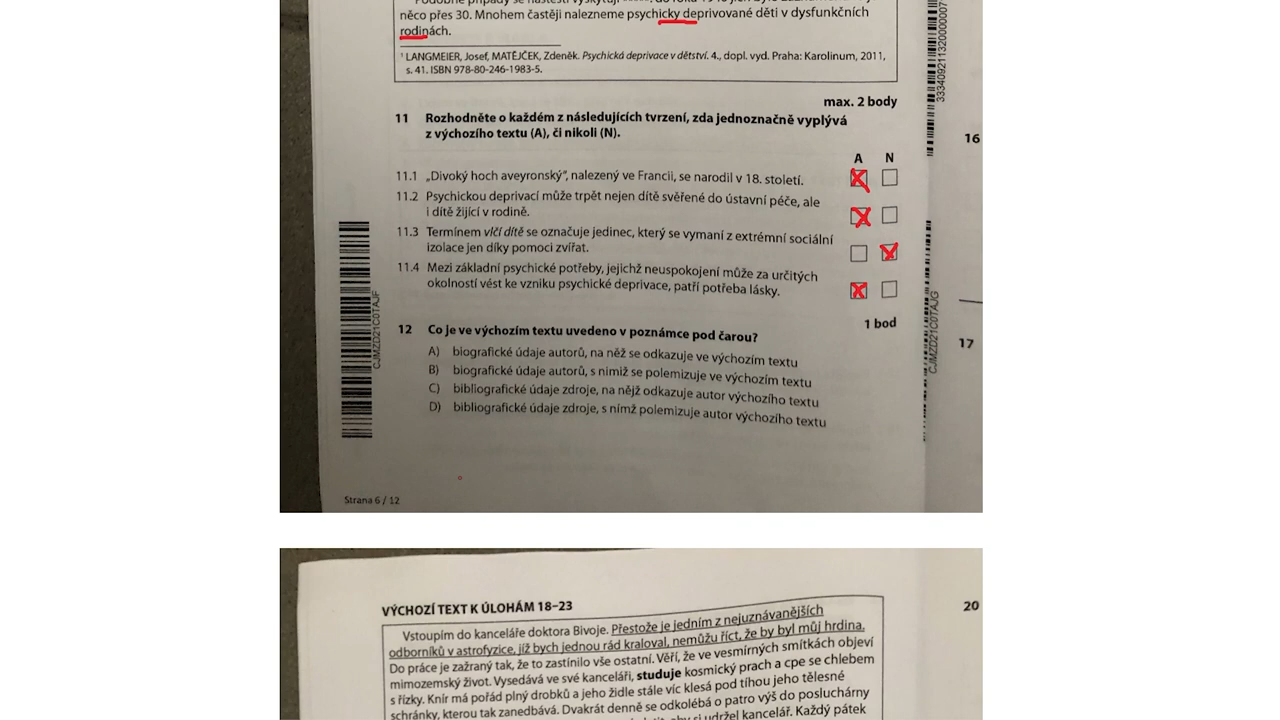 něco přes 30. Mnohem častěji nalezneme psychicky deprivované děti v dysfunkčních
rodinách.
¹ LANGMEIER, Josef, MATĚJČEK, Zdeněk. Psychická deprivace v dětství. 4., dopl. vyd. Praha: Karolinum, 2011,
s. 41. ISBN 978-80-246-1983-5.
max. 2 body
11 Rozhodněte o každém z následujících tvrzení, zda jednoznačně vyplývá
z výchozího textu (A), či nikoli (N).
A N
11.1 „Divoký hoch aveyronský“, nalezený ve Francii, se narodil v 18. století.
11.2 Psychickou deprivací může trpět nejen dítě svěřené do ústavní péče, ale
i dítě žijící v rodině.
11.3 Termínem vlčí dítě se označuje jedinec, který se vymaní z extrémní sociální
izolace jen díky pomoci zvířat.
11.4 Mezi základní psychické potřeby, jejichž neuspokojení může za určitých
okolností vést ke vzniku psychické deprivace, patří potřeba lásky.
1 bod
12 Co je ve výchozím textu uvedeno v poznámce pod čarou?
A) biografické údaje autorů, na něž se odkazuje ve výchozím textu
B) biografické údaje autorů, s nimiž se polemizuje ve výchozím textu
C) bibliografické údaje zdroje, na nějž odkazuje autor výchozího textu
D) bibliografické údaje zdroje, s nímž polemizuje autor výchozího textu
Strana 6 / 12
CJMZD21C0TAJF
CJMZD21C0TAJG
16
17
VÝCHOZÍ TEXT K ÚLOHÁM 18–23
20
Vstoupím do kanceláře doktora Bivoje. Přestože je jedním z nejuznávanějších
odborníků v astrofyzice, jíž bych jednou rád kraloval, nemůžu říct, že by byl můj hrdina.
Do práce je zažraný tak, že to zastínilo vše ostatní. Věří, že ve vesmírných smítkách objeví
mimozemský život. Vysedává ve své kanceláři, studuje kosmický prach a cpe se chlebem
s řízky. Knír má pořád plný drobků a jeho židle stále víc klesá pod tíhou jeho tělesné
schránky, kterou tak zanedbává. Dvakrát denně se odkolébá o patro výš do posluchárny
aby si udržel kancelář. Každý pátek